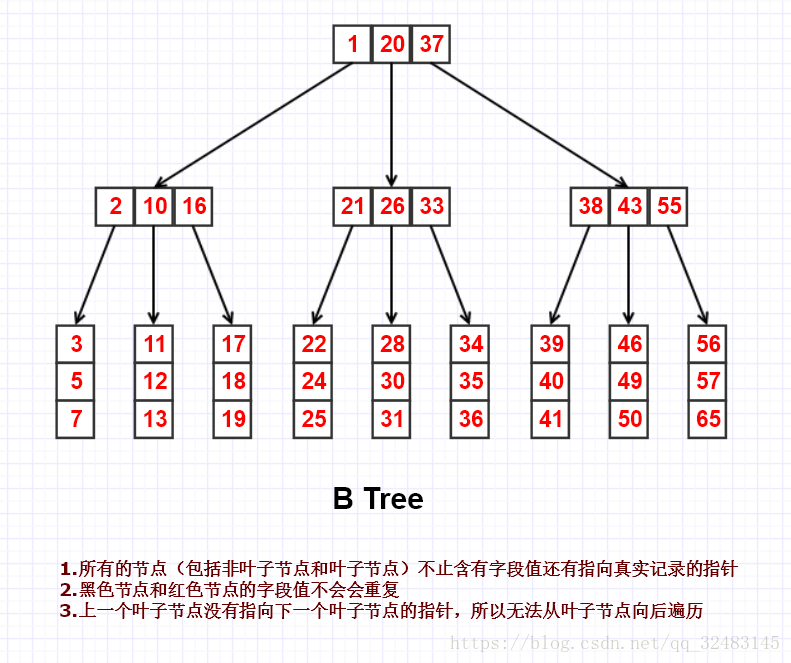 1 20 37
2 10 16 21 26 33 38 43 55
3 11 17 22 28 34 39 46 56
5 12 18 24 30 35 40 49 57
7 13 19 25 31 36 41 50 65
B Tree
1.所有的节点（包括非叶子节点和叶子节点）不止含有字段值还有指向真实记录的指针
2.黑色节点和红色节点的字段值不会会重复
3.上一个叶子节点没有指向下一个叶子节点的指针，所以无法从叶子节点向后遍历
https://blog.csdn.net/qq_32483145